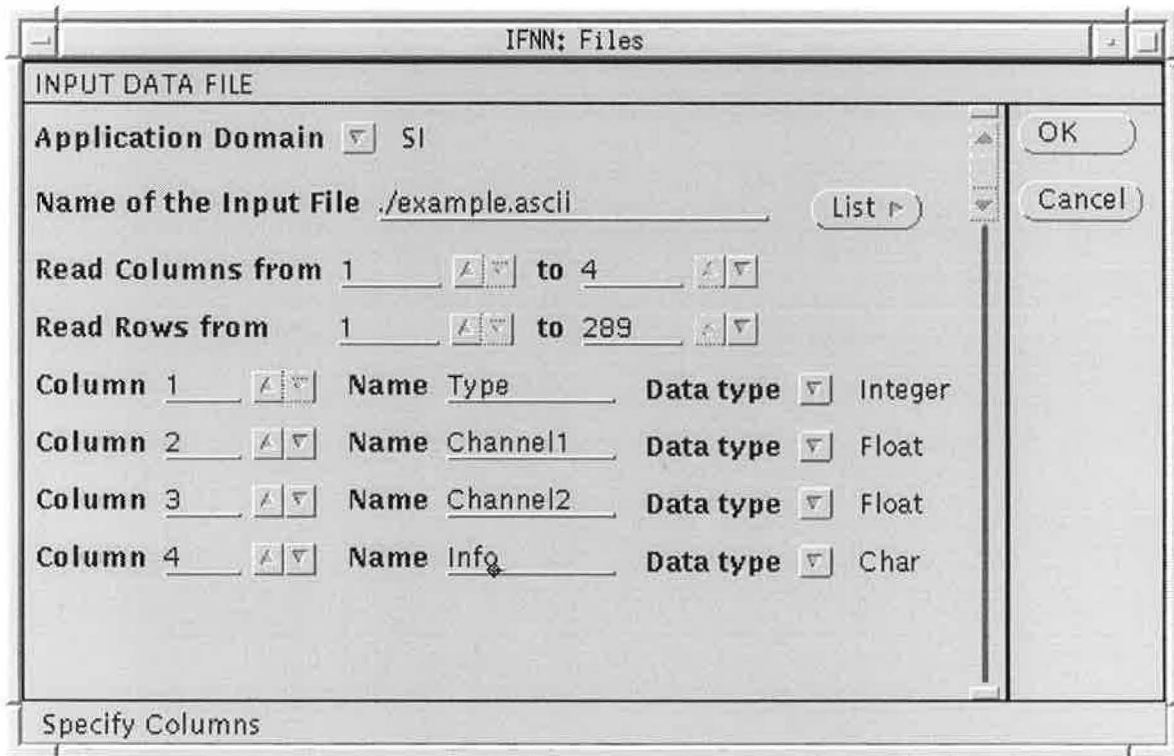 IFNN: Files
INPUT DATA FILE
Application Domain SI
OK
Name of the Input File ./example.ascii List
Cancel
Read Columns from 1 to 4
Read Rows from 1 to 289
Column 1 Name Type Data type Integer
Column 2 Name Channel1 Data type Float
Column 3 Name Channel2 Data type Float
Column 4 Name Info Data type Char
Specify Columns